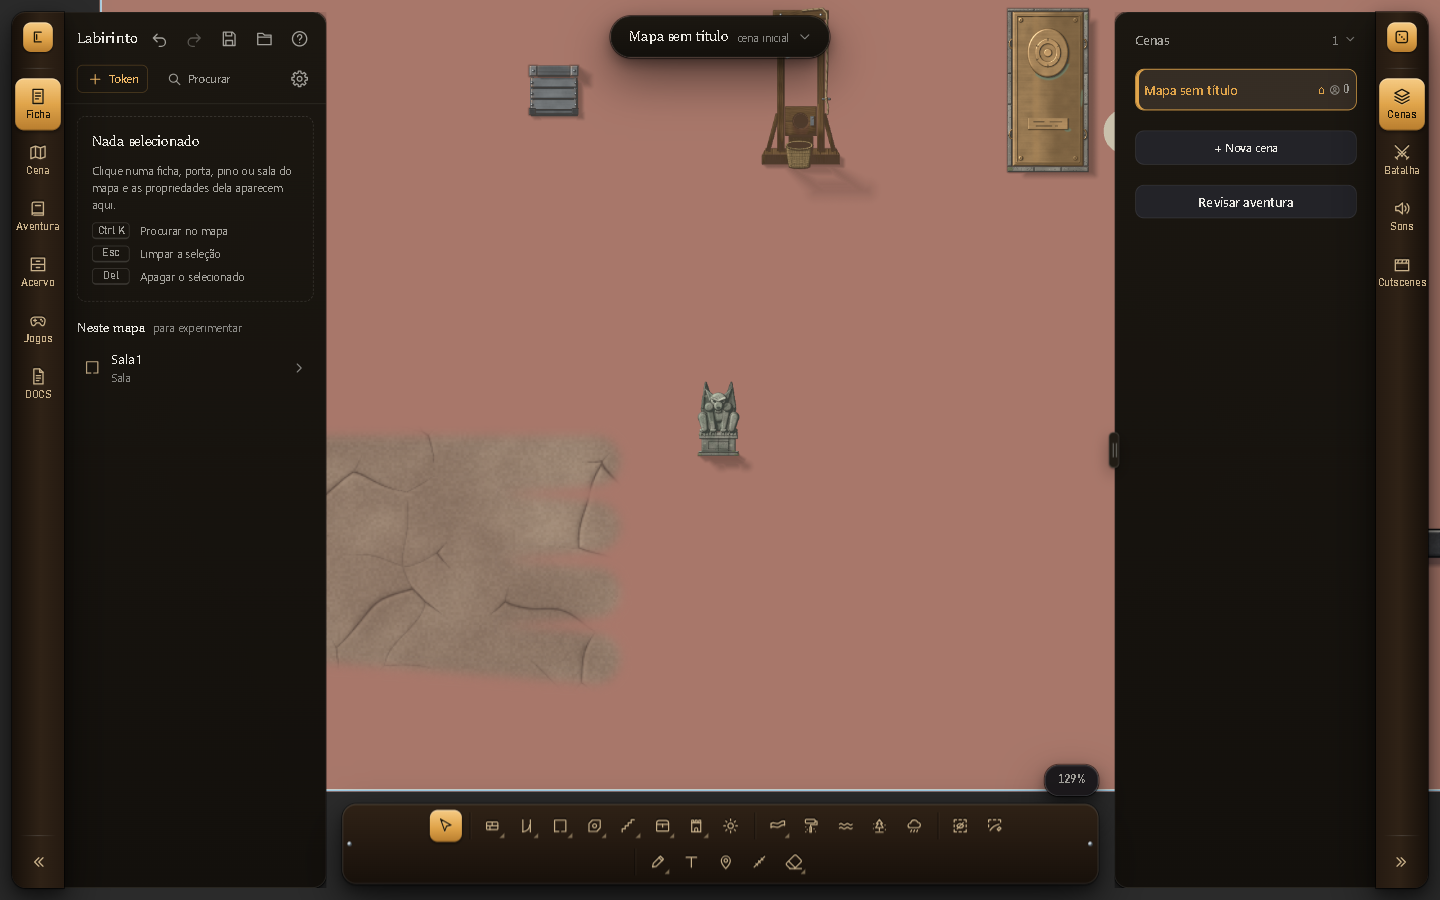 Labirinto
Token
Procurar
Ficha
Cena
Aventura
Acervo
Jogos
DOCS
Nada selecionado
Clique numa ficha, porta, pino ou sala do
mapa e as propriedades dela aparecem
aqui.
Ctrl K Procurar no mapa
Esc Limpar a seleção
Del Apagar o selecionado
Neste mapa para experimentar
Sala 1
Sala
Mapa sem título cena inicial
129%
Cenas 1
Mapa sem título 0
+ Nova cena
Revisar aventura
Cenas
Batalha
Sons
Cutscenes